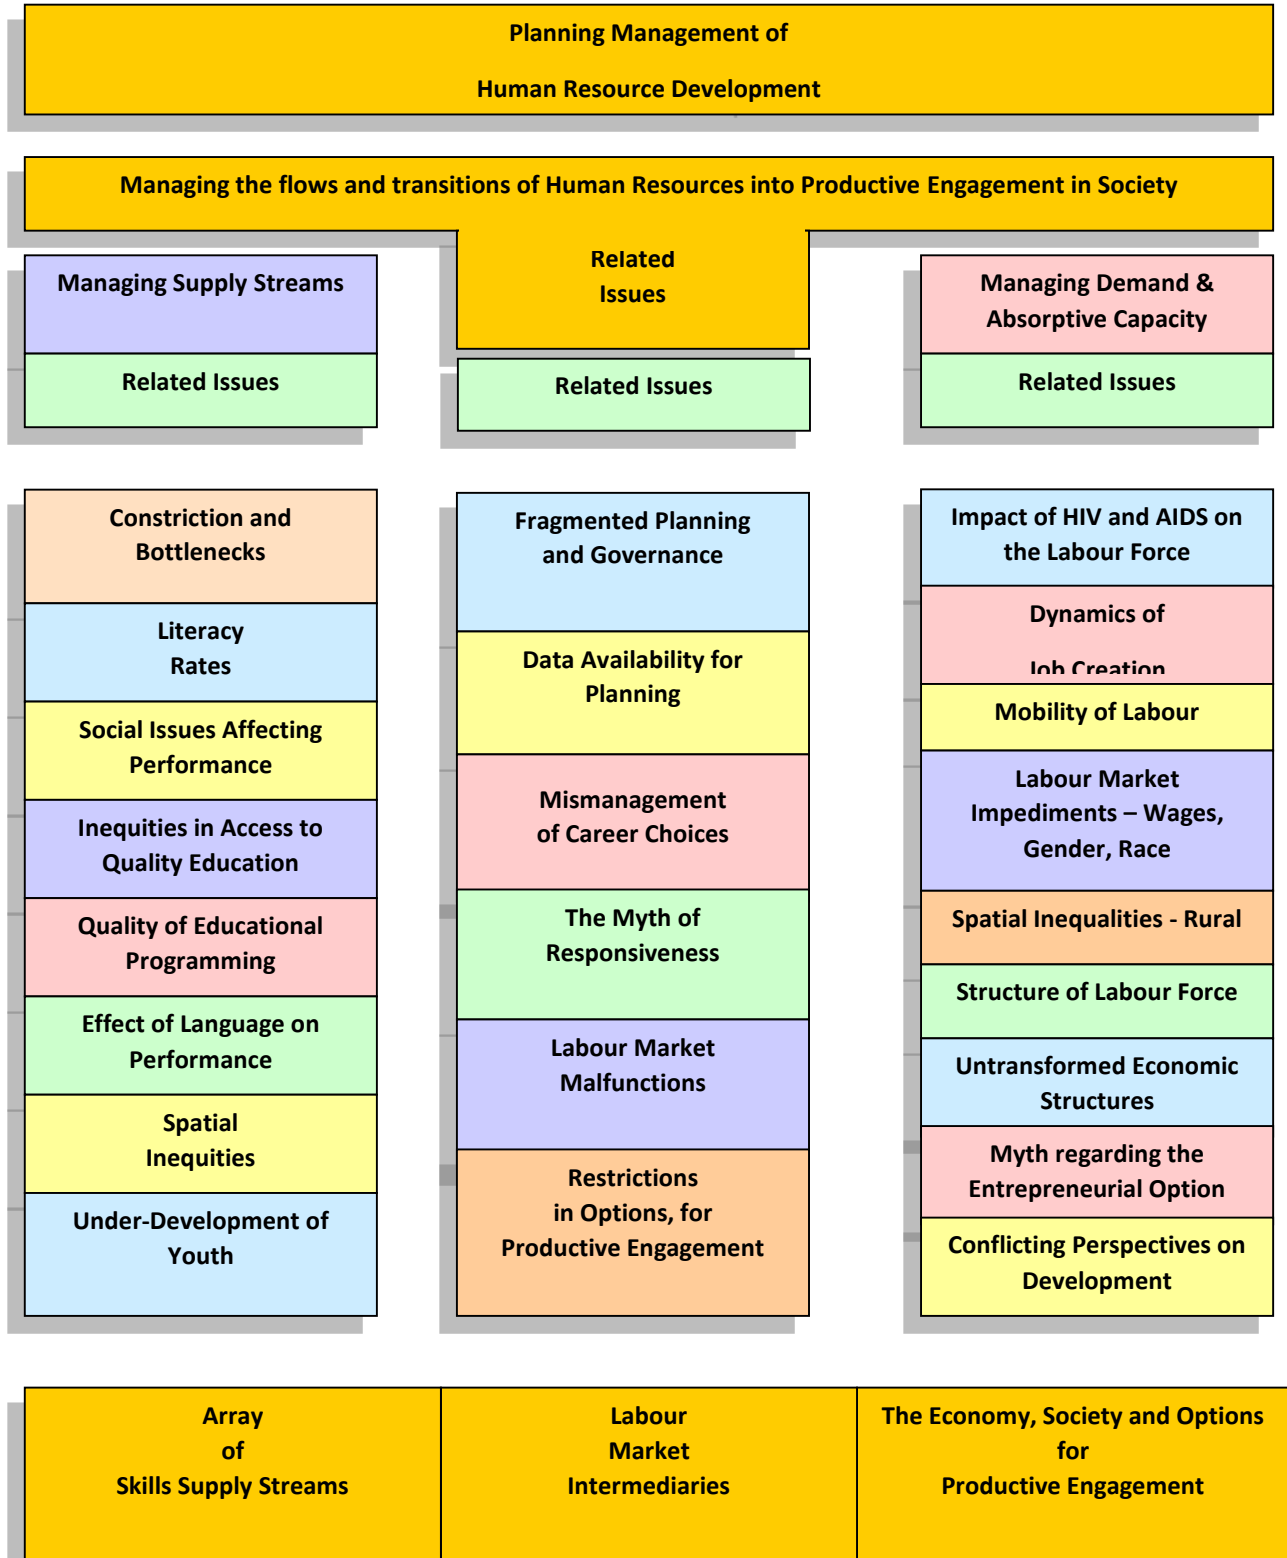 Planning Management of
Human Resource Development
Managing the flows and transitions of Human Resources into Productive Engagement in Society
Managing Supply Streams
Related Issues
Related
Issues
Related Issues
Managing Demand &
Absorptive Capacity
Related Issues
Constriction and
Bottlenecks
Literacy
Rates
Social Issues Affecting
Performance
Inequities in Access to
Quality Education
Quality of Educational
Programming
Effect of Language on
Performance
Spatial
Inequities
Under-Development of
Youth
Fragmented Planning
and Governance
Data Availability for
Planning
Mismanagement
of Career Choices
The Myth of
Responsiveness
Labour Market
Malfunctions
Restrictions
in Options, for
Productive Engagement
Impact of HIV and AIDS on
the Labour Force
Dynamics of
Job Creation
Mobility of Labour
Labour Market
Impediments – Wages,
Gender, Race
Spatial Inequalities - Rural
Structure of Labour Force
Untransformed Economic
Structures
Myth regarding the
Entrepreneurial Option
Conflicting Perspectives on
Development
Array
of
Skills Supply Streams
Labour
Market
Intermediaries
The Economy, Society and Options
for
Productive Engagement